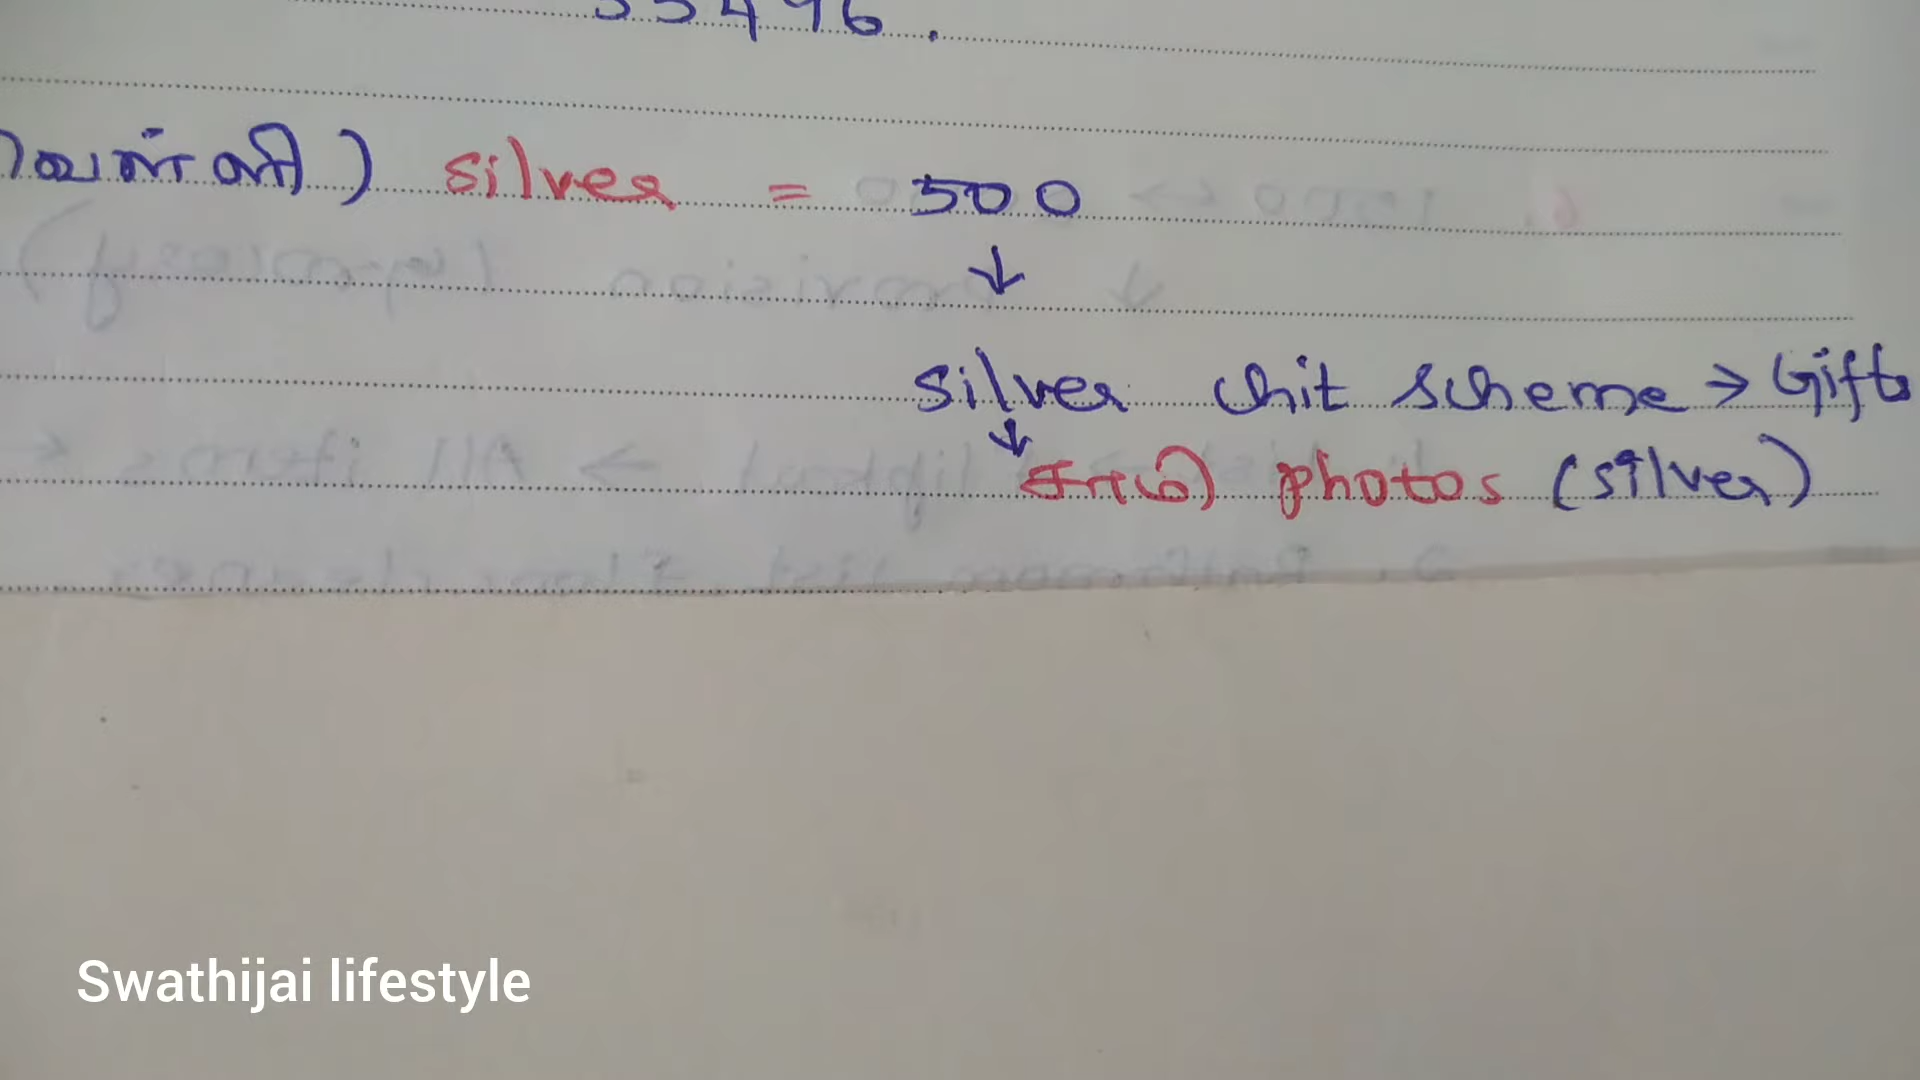 வெள்ளி) silver = 500
↓
silver chit scheme → Gifts
↓
சாமி photos (silver)
Swathijai lifestyle